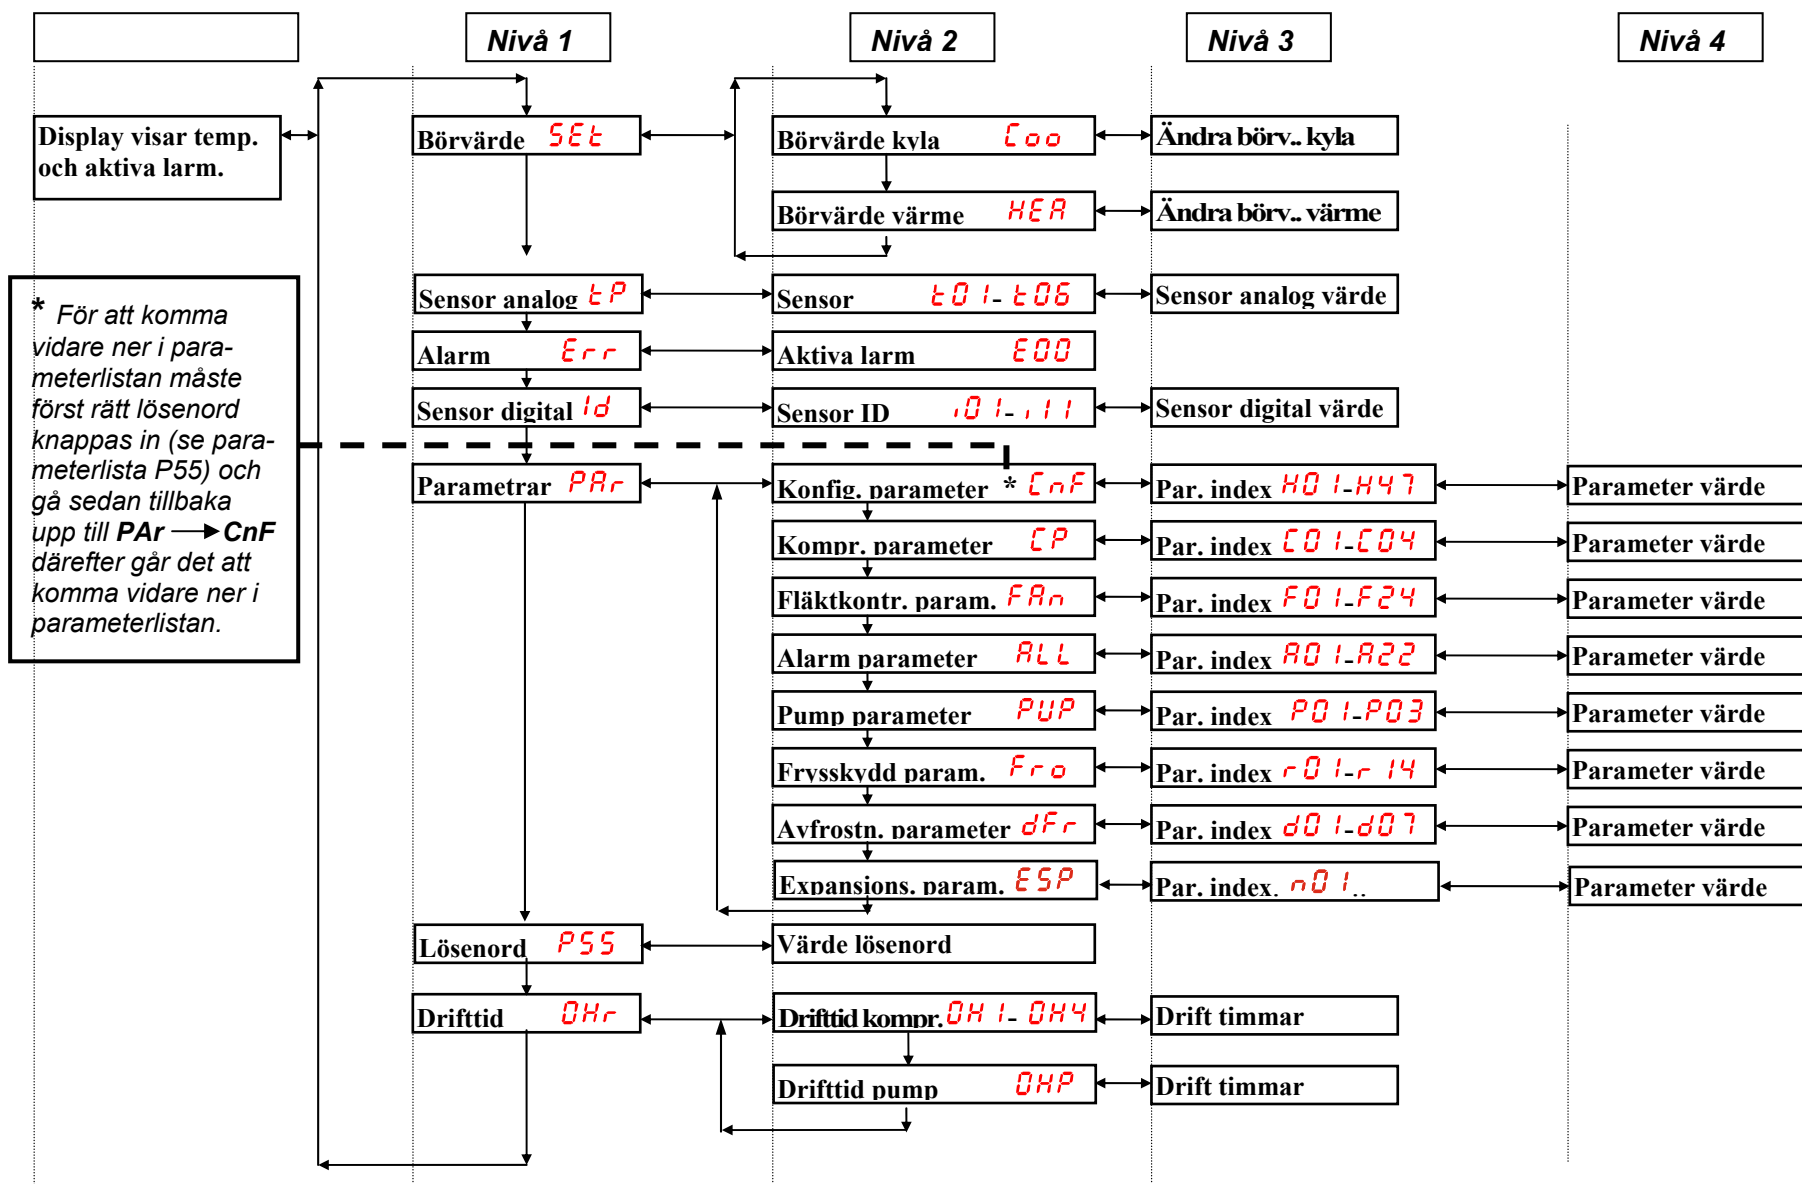 Nivå 1
Nivå 2
Nivå 3
Nivå 4
Display visar temp.
och aktiva larm.
Börvärde SEt
Börvärde kyla Coo
Ändra börv.. kyla
Börvärde värme HEA
Ändra börv.. värme
Sensor analog tP
Sensor t01-t06
Sensor analog värde
Alarm Err
Aktiva larm E00
Sensor digital Id
Sensor ID i01-i11
Sensor digital värde
* För att komma
vidare ner i para-
meterlistan måste
först rätt lösenord
knappas in (se para-
meterlista P55) och
gå sedan tillbaka
upp till PAr → CnF
därefter går det att
komma vidare ner i
parameterlistan.
Parametrar PAr
Konfig. parameter * CnF
Par. index H01-H47
Parameter värde
Kompr. parameter CP
Par. index C01-C04
Parameter värde
Fläktkontr. param. FAn
Par. index F01-F24
Parameter värde
Alarm parameter ALL
Par. index A01-A22
Parameter värde
Pump parameter PUP
Par. index P01-P03
Parameter värde
Frysskydd param. Fro
Par. index r01-r14
Parameter värde
Avfrostn. parameter dFr
Par. index d01-d07
Parameter värde
Expansions. param. ESP
Par. index. n01..
Parameter värde
Lösenord PSS
Värde lösenord
Drifttid OHr
Drifttid kompr. OH1-OH4
Drift timmar
Drifttid pump OHP
Drift timmar